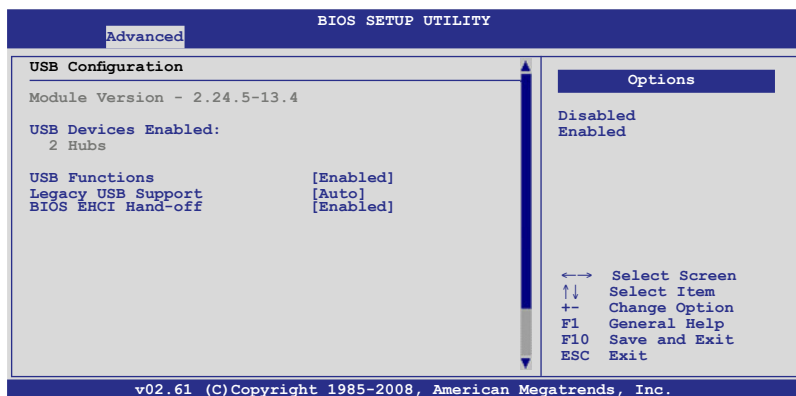 BIOS SETUP UTILITY
Advanced
USB Configuration
Module Version - 2.24.5-13.4
USB Devices Enabled:
2 Hubs
USB Functions [Enabled]
Legacy USB Support [Auto]
BIOS EHCI Hand-off [Enabled]
Options
Disabled
Enabled
←→ Select Screen
↑↓ Select Item
+- Change Option
F1 General Help
F10 Save and Exit
ESC Exit
v02.61 (C)Copyright 1985-2008, American Megatrends, Inc.